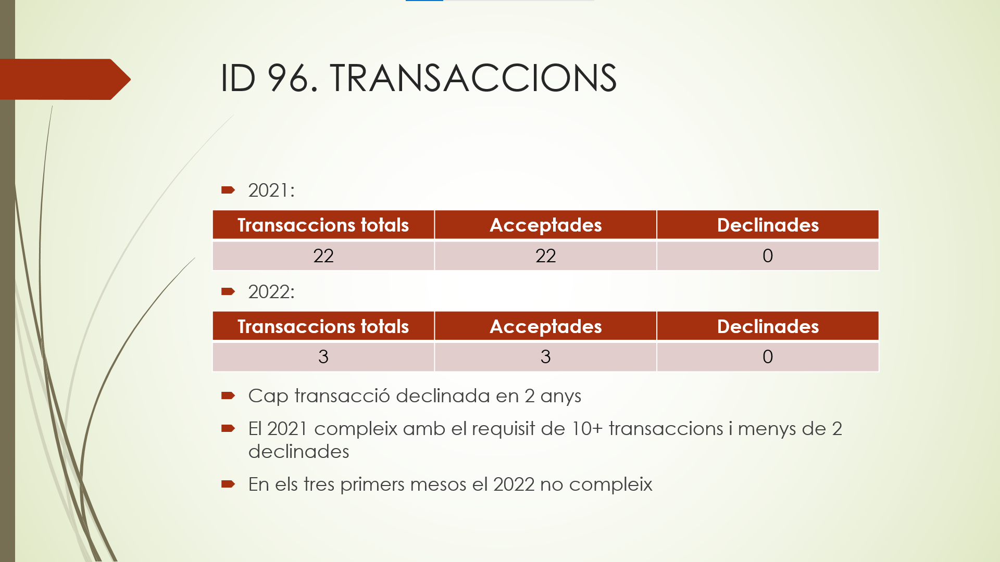 ID 96. TRANSACCIONS
2021:
Transaccions totals Acceptades Declinades
22 22 0
2022:
Transaccions totals Acceptades Declinades
3 3 0
Cap transacció declinada en 2 anys
El 2021 compleix amb el requisit de 10+ transaccions i menys de 2
declinades
En els tres primers mesos el 2022 no compleix